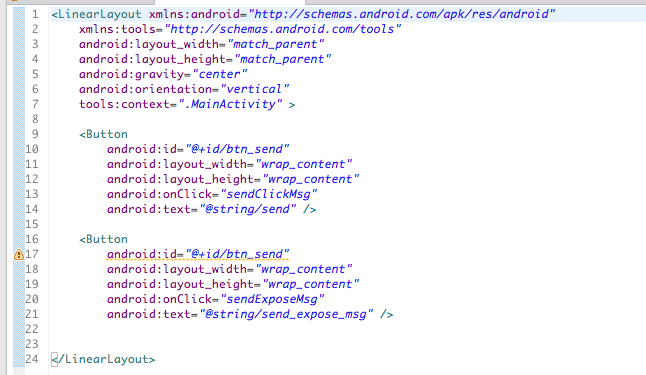 1 <LinearLayout xmlns:android="http://schemas.android.com/apk/res/android"
2     xmlns:tools="http://schemas.android.com/tools"
3     android:layout_width="match_parent"
4     android:layout_height="match_parent"
5     android:gravity="center"
6     android:orientation="vertical"
7     tools:context=".MainActivity" >
8
9     <Button
10         android:id="@+id/btn_send"
11         android:layout_width="wrap_content"
12         android:layout_height="wrap_content"
13         android:onClick="sendClickMsg"
14         android:text="@string/send" />
15
16     <Button
17         android:id="@+id/btn_send"
18         android:layout_width="wrap_content"
19         android:layout_height="wrap_content"
20         android:onClick="sendExposeMsg"
21         android:text="@string/send_expose_msg" />
22
23
24 </LinearLayout>